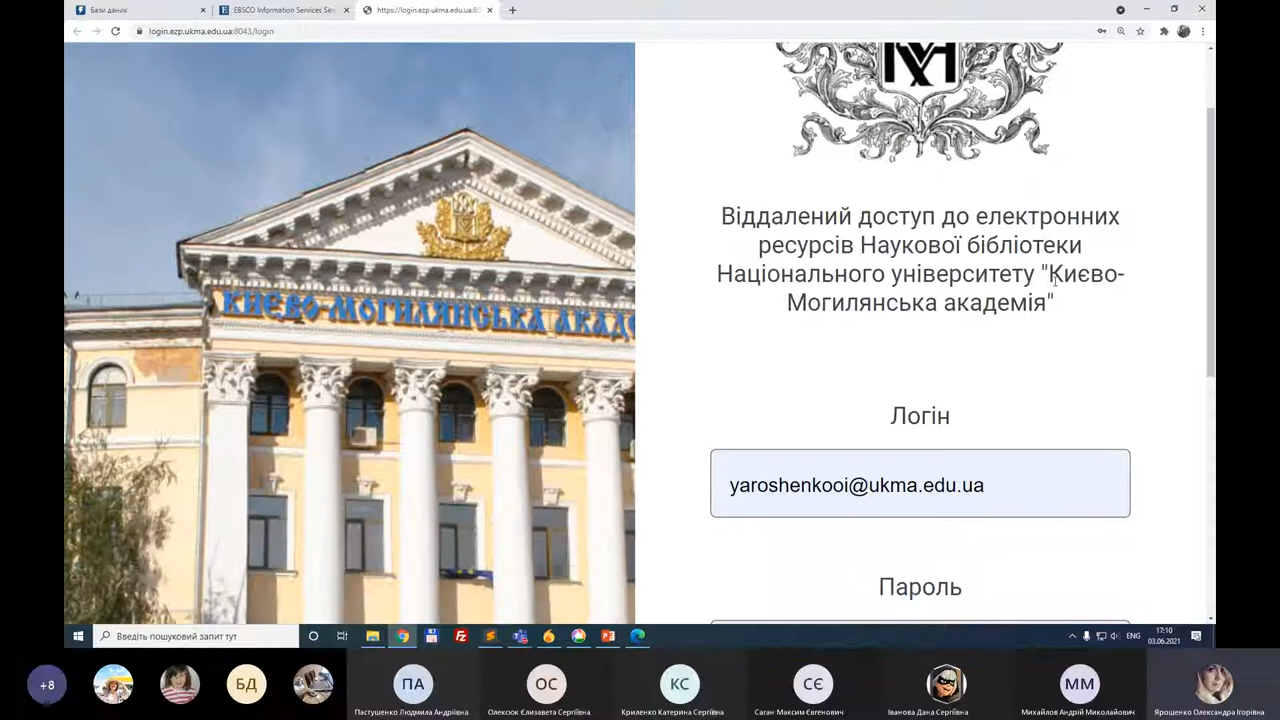 Бази даних
EBSCO Information Services Se
https://login.ezp.ukma.edu.ua:80
login.ezp.ukma.edu.ua:8043/login
КИЄВО-МОГИЛЯНСЬКА АКАД
Віддалений доступ до електронних
ресурсів Наукової бібліотеки
Національного університету "Києво-
Могилянська академія"
Логін
yaroshenkooi@ukma.edu.ua
Пароль
Введіть пошуковий запит тут
ENG
17:10
03.06.2021
+8
БД
ПА
ОС
КС
СЄ
ММ
Пастушенко Людмила Андріївна
Олексюк Єлизавета Сергіївна
Криленко Катерина Сергіївна
Саган Максим Євгенович
Іванова Дана Сергіївна
Михайлов Андрій Миколайович
Ярошенко Олександра Ігорівна